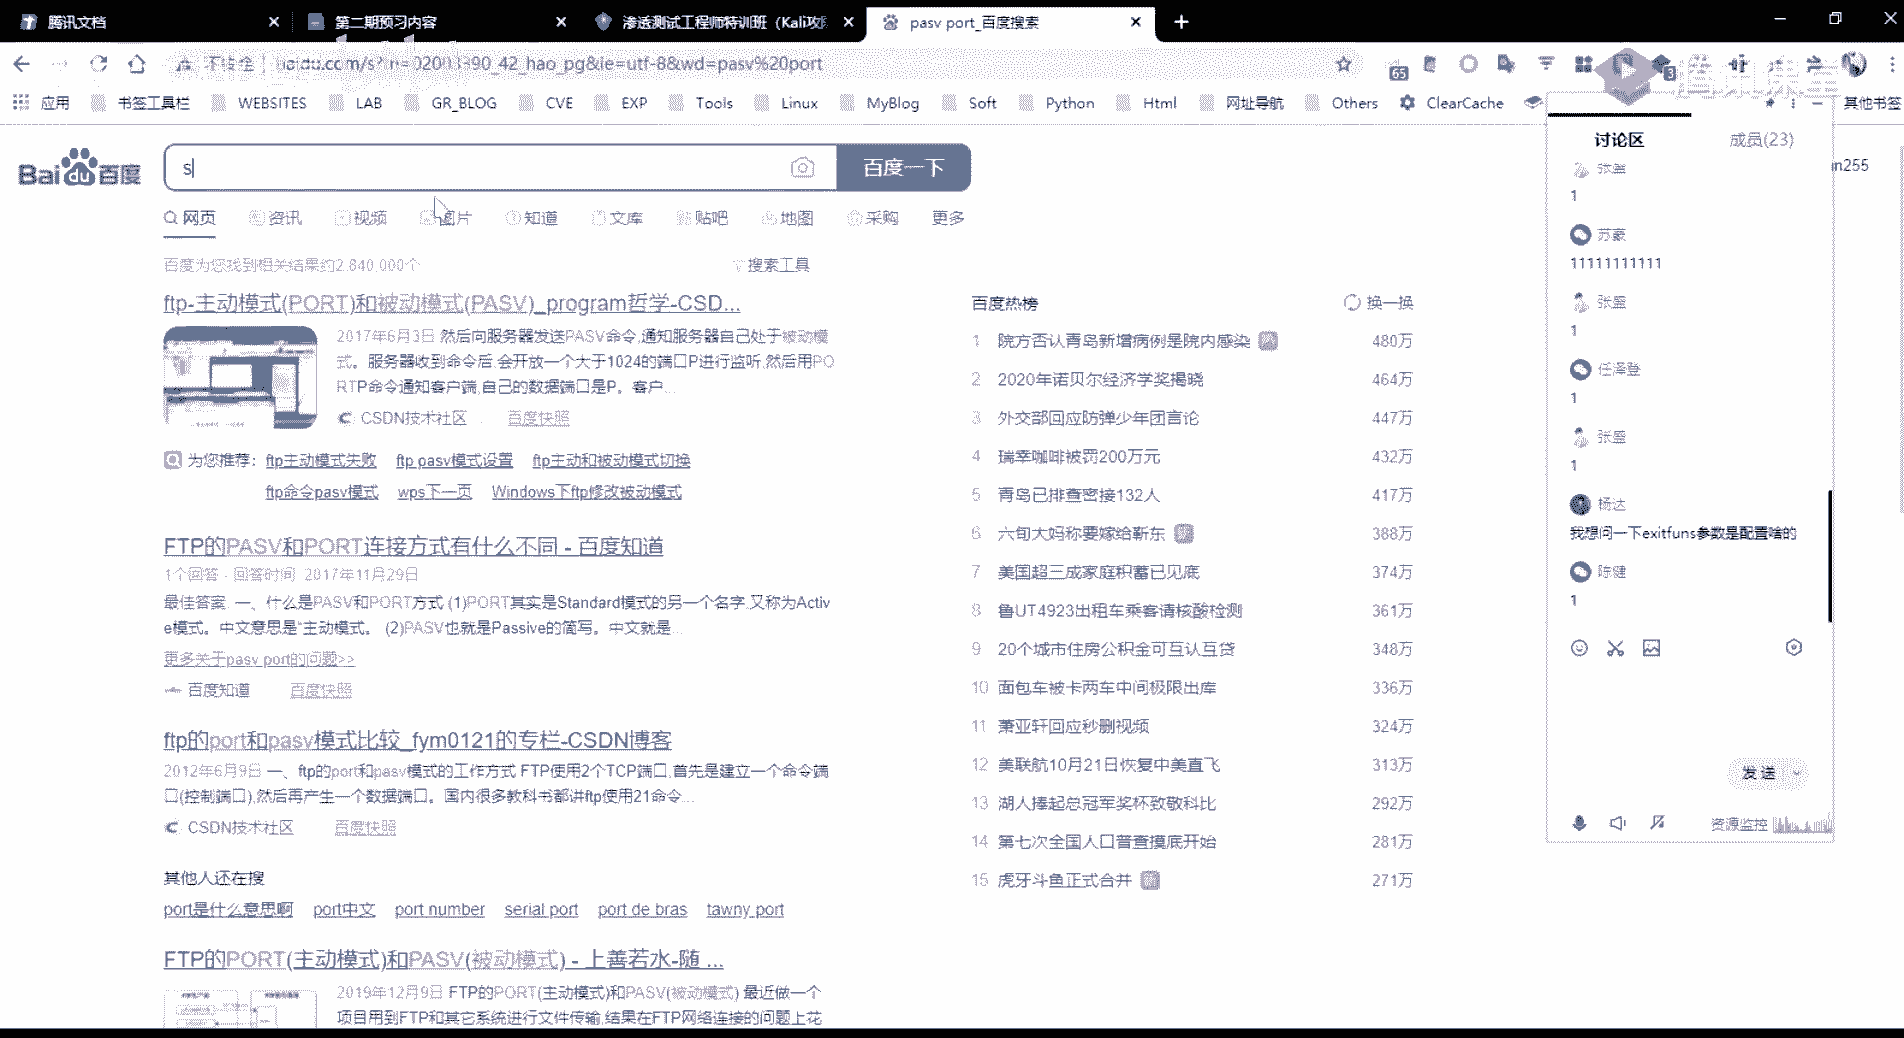 腾讯文档
第二期预习内容
渗透测试工程师特训班（Kali攻
pasv port_百度搜索
不安全
baidu.com/s?tn=02003390_42_hao_pg&ie=utf-8&wd=pasv%20port
65
3
应用 书签工具栏 WEBSITES LAB GR_BLOG CVE EXP Tools Linux MyBlog Soft Python Html 网址导航 Others ClearCache 其他书签
腾讯课堂
Bai du 百度
s
百度一下
网页 资讯 视频 图片 知道 文库 贴吧 地图 采购 更多
百度为您找到相关结果约2,840,000个
搜索工具
ftp-主动模式(PORT)和被动模式(PASV)_program哲学-CSD...
2017年6月3日 然后向服务器发送PASV命令,通知服务器自己处于被动模
式。服务器收到命令后,会开放一个大于1024的端口P进行监听,然后用PO
RTP命令通知客户端,自己的数据端口是P。客户...
CSDN技术社区 百度快照
为您推荐: ftp主动模式失败 ftp pasv模式设置 ftp主动和被动模式切换
ftp命令pasv模式 wps下一页 Windows下ftp修改被动模式
FTP的PASV和PORT连接方式有什么不同 - 百度知道
1个回答 - 回答时间: 2017年11月29日
最佳答案: 一、什么是PASV和PORT方式 (1)PORT其实是Standard模式的另一个名字,又称为Activ
e模式。中文意思是“主动模式。 (2)PASV也就是Passive的简写。中文就是...
更多关于pasv port的问题>>
百度知道 百度快照
ftp的port和pasv模式比较_fym0121的专栏-CSDN博客
2012年6月9日 一、ftp的port和pasv模式的工作方式 FTP使用2个TCP端口,首先是建立一个命令端
口(控制端口),然后再产生一个数据端口。国内很多教科书都讲ftp使用21命令...
CSDN技术社区 百度快照
其他人还在搜
port是什么意思啊 port中文 port number serial port port de bras tawny port
FTP的PORT(主动模式)和PASV(被动模式) - 上善若水-随 ...
2019年12月9日 FTP的PORT(主动模式)和PASV(被动模式) 最近做一个
项目用到FTP和其它系统进行文件传输,结果在FTP网络连接的问题上花
百度热榜
换一换
1 院方否认青岛新增病例是院内感染 480万
2 2020年诺贝尔经济学奖揭晓 464万
3 外交部回应防弹少年团言论 447万
4 瑞幸咖啡被罚200万元 432万
5 青岛已排查密接132人 417万
6 六旬大妈称要嫁给靳东 388万
7 美国超三成家庭积蓄已见底 374万
8 鲁UT4923出租车乘客请核酸检测 361万
9 20个城市住房公积金可互认互贷 348万
10 面包车被卡两车中间极限出库 336万
11 萧亚轩回应秒删视频 324万
12 美联航10月21日恢复中美直飞 313万
13 湖人捧起总冠军奖杯致敬科比 292万
14 第七次全国人口普查摸底开始 281万
15 虎牙斗鱼正式合并 271万
讨论区 成员(23)
张盛
1
苏豪
11111111111
张盛
1
任泽登
1
张盛
1
杨达
我想问一下exitfuns参数是配置啥的
陈健
1
发送
资源监控